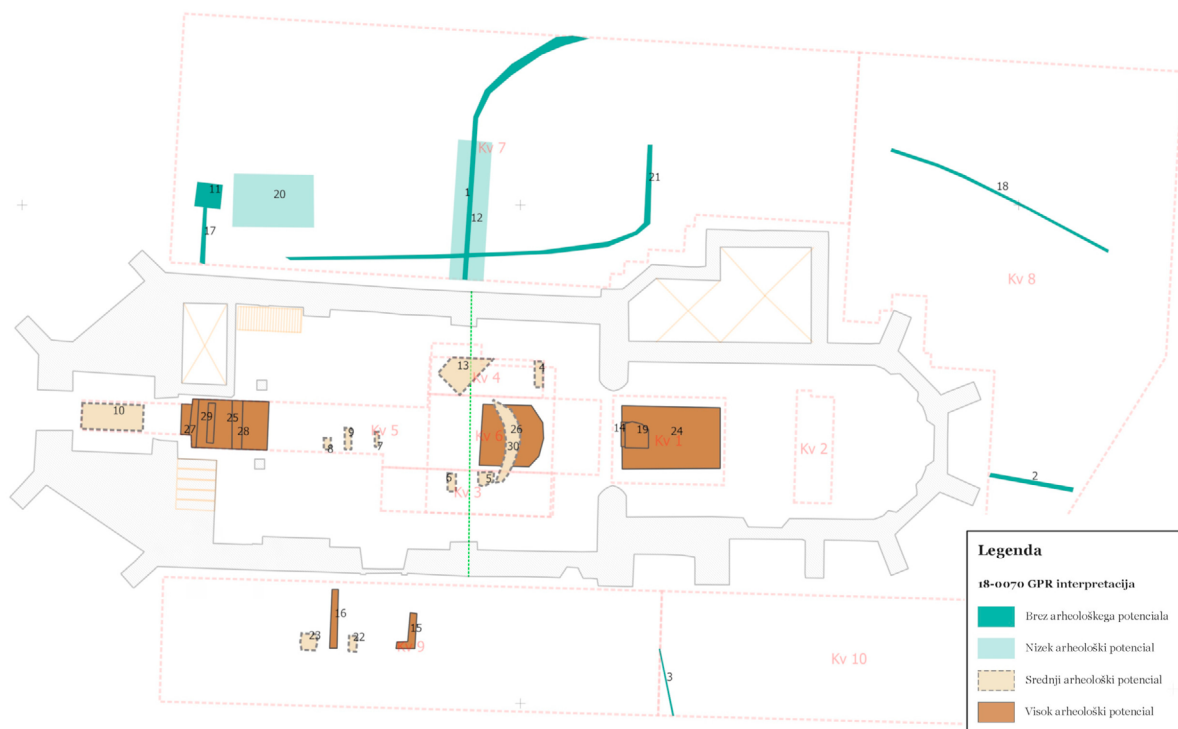 Kv 7
1
11
20
12
21
17
18
Kv 8
13
4
Kv 4
10
29
25
27
28
9
8
7
Kv 5
26
Kv 6
30
14
19
24
Kv 1
Kv 2
6
5
Kv 3
2
16
15
23
22
Kv 9
Kv 10
3
Legenda
18-0070 GPR interpretacija
Brez arheološkega potenciala
Nizek arheološki potencial
Srednji arheološki potencial
Visok arheološki potencial